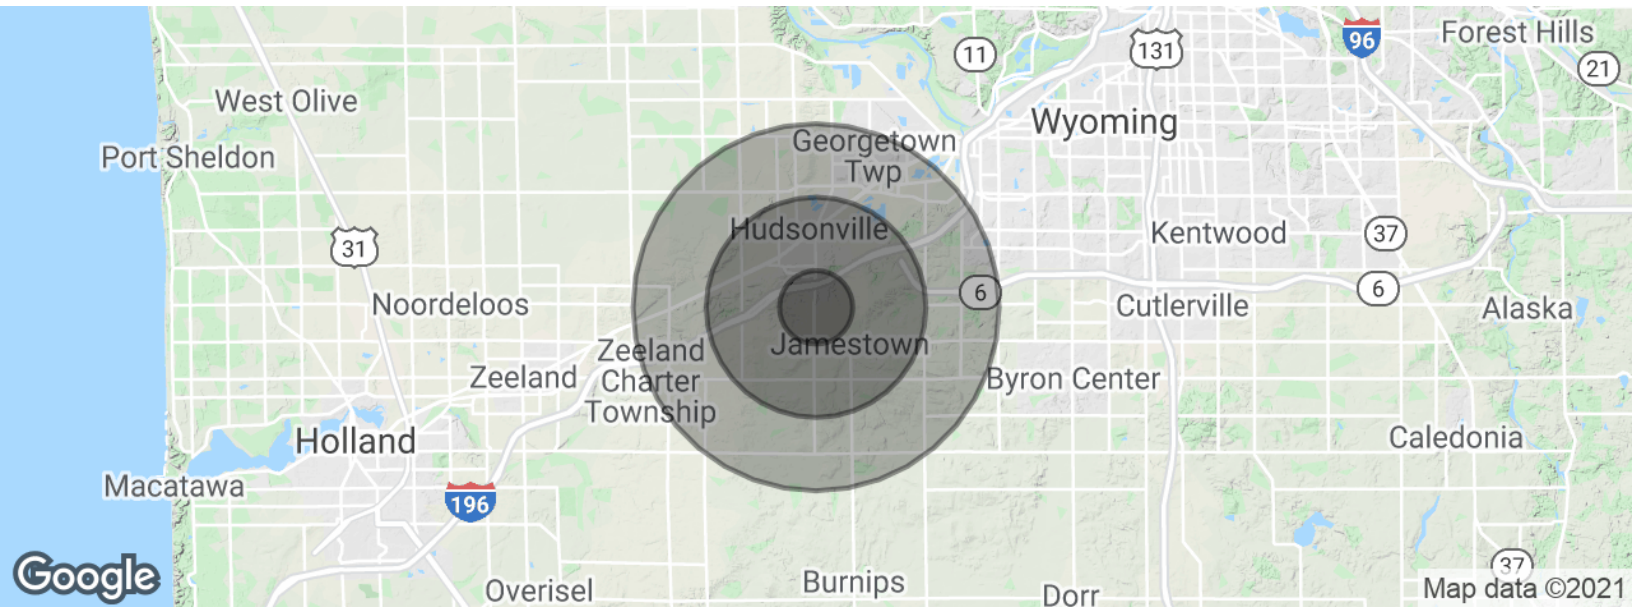 Forest Hills
96
131
11
21
West Olive
Wyoming
Georgetown
Twp
Port Sheldon
Hudsonville
Kentwood
37
31
6
6
Noordeloos
Cutlerville
Alaska
Jamestown
Zeeland
Charter
Township
Zeeland
Byron Center
Holland
Caledonia
Macatawa
196
37
Google
Overisel
Burnips
Dorr
Map data ©2021